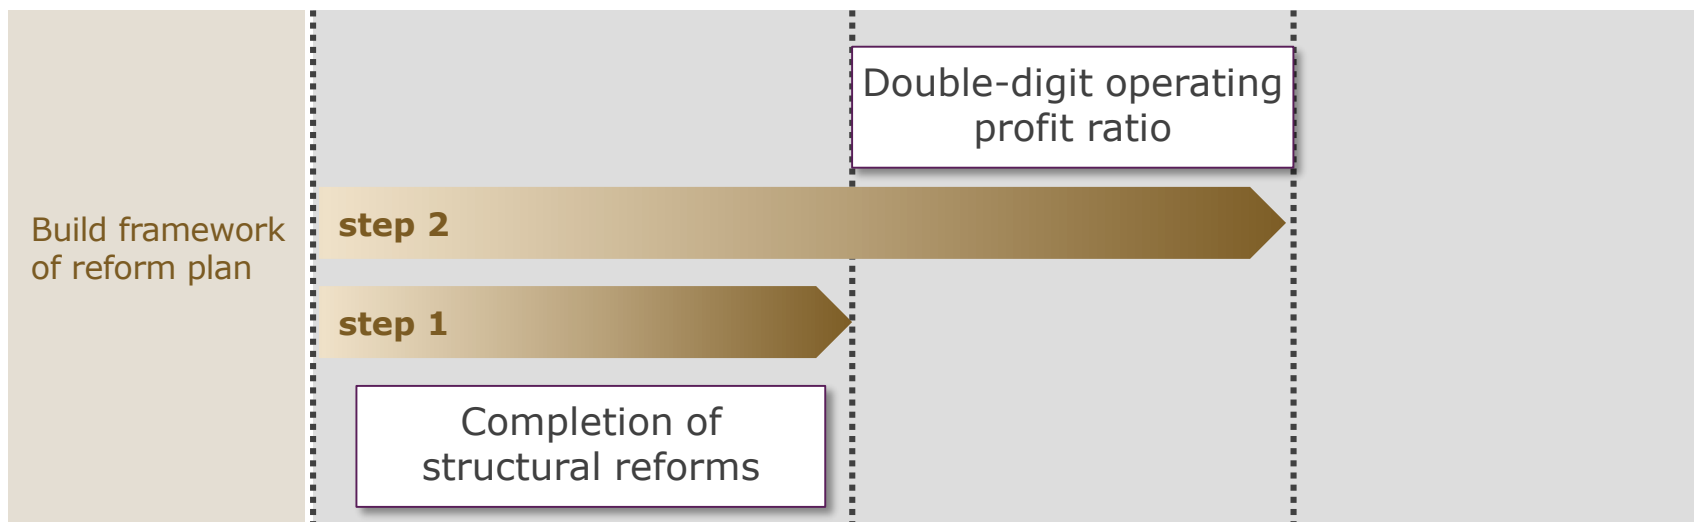 Build framework
of reform plan
Double-digit operating
profit ratio
step 2
step 1
Completion of
structural reforms